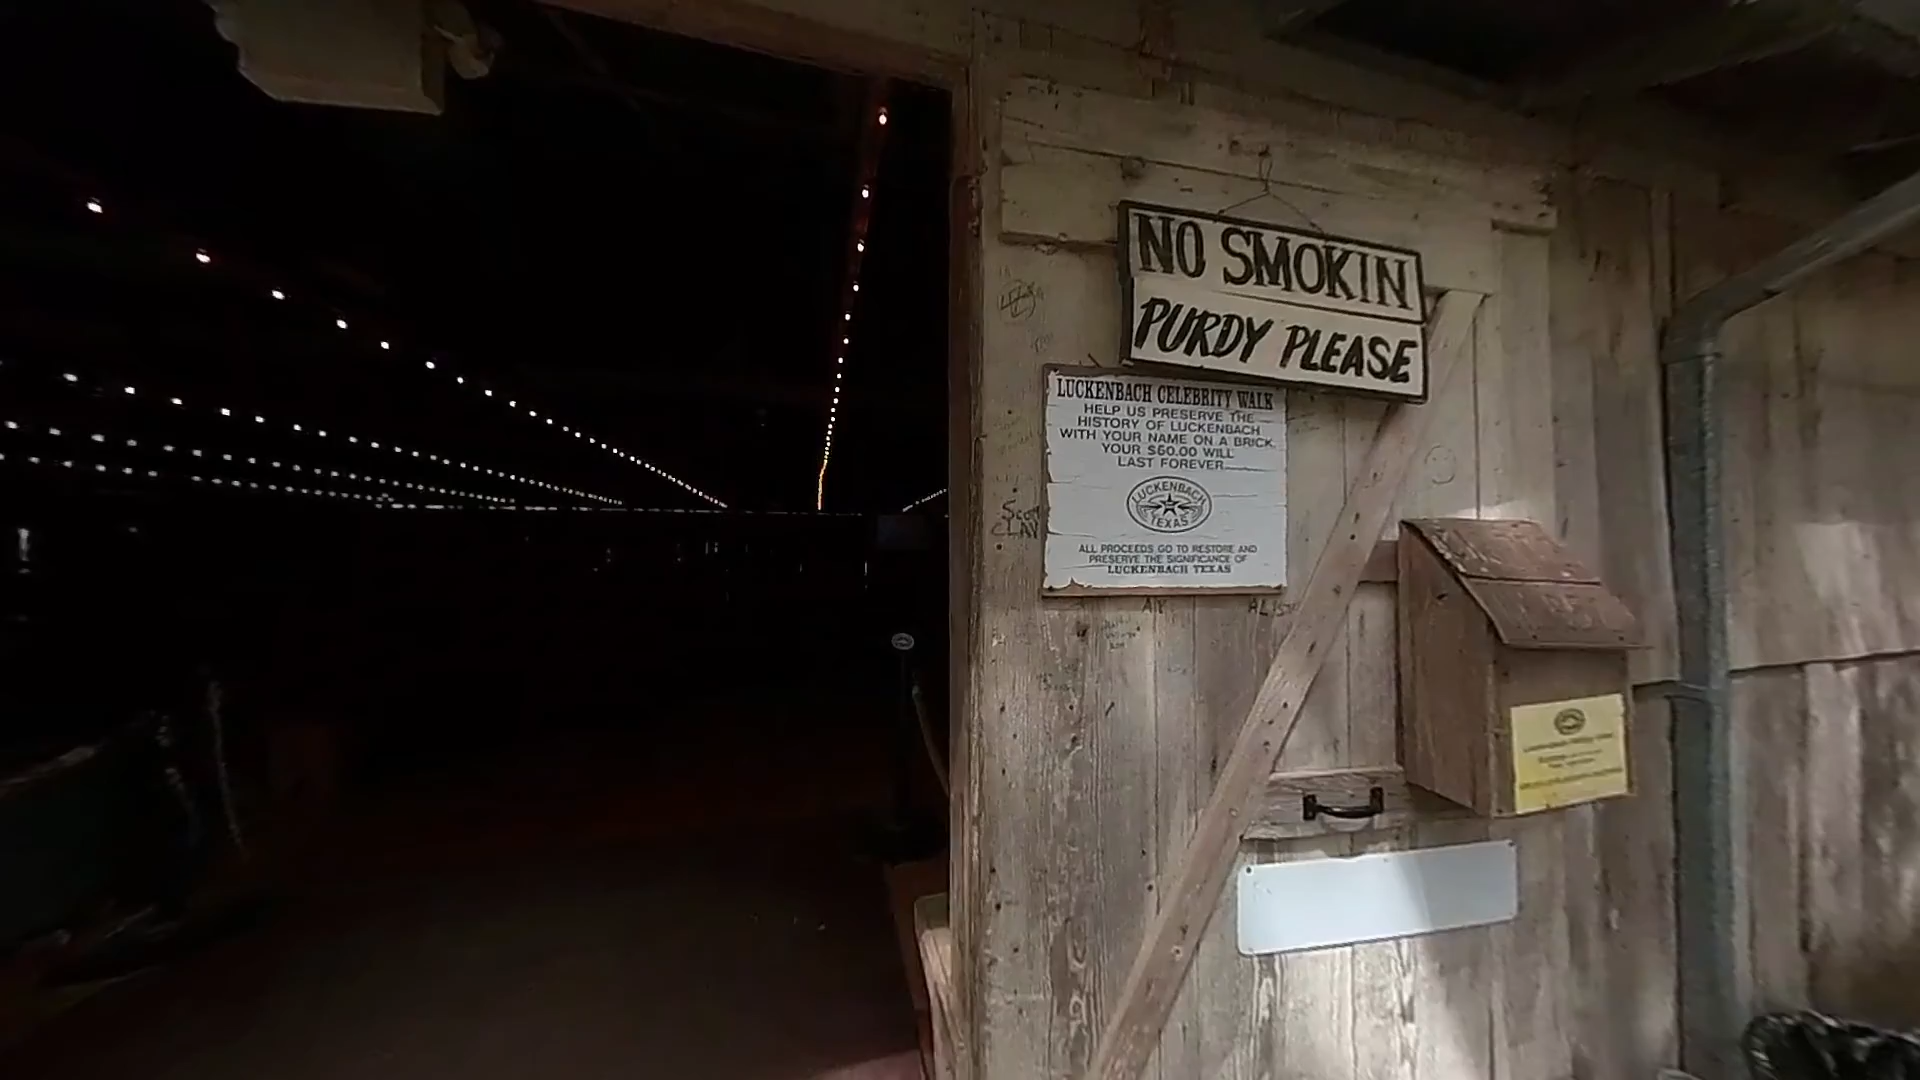 NO SMOKIN
PURDY PLEASE
LUCKENBACH CELEBRITY WALK
HELP US PRESERVE THE
HISTORY OF LUCKENBACH
WITH YOUR NAME ON A BRICK.
YOUR $60.00 WILL
LAST FOREVER
LUCKENBACH
TEXAS
ALL PROCEEDS GO TO RESTORE AND
PRESERVE THE SIGNIFICANCE OF
LUCKENBACH TEXAS
CLAY